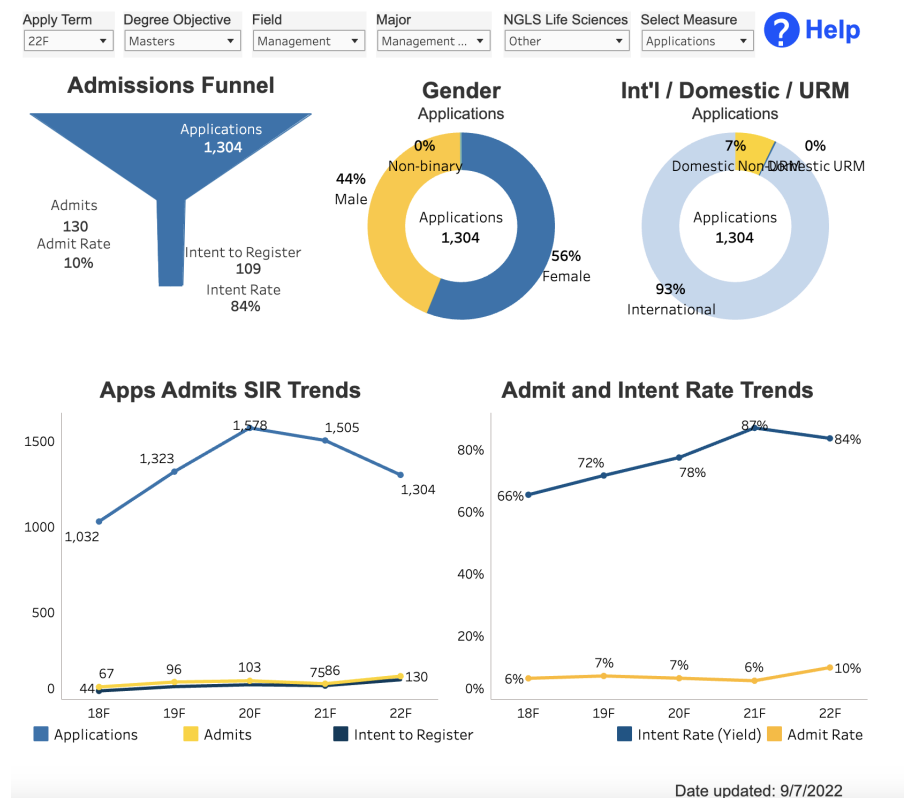 Apply Term
Degree Objective
Field
Major
NGLS Life Sciences
Select Measure
22F
Masters
Management
Management ...
Other
Applications
? Help
Admissions Funnel
Applications
1,304
Admits
130
Admit Rate
10%
Intent to Register
109
Intent Rate
84%
Gender
Applications
0%
Non-binary
44%
Male
Applications
1,304
56%
Female
Int'l / Domestic / URM
Applications
7%
Domestic Non-URM
0%
Domestic URM
Applications
1,304
93%
International
Apps Admits SIR Trends
1500
1000
500
0
1,032
1,323
1,578
1,505
1,304
44
67
96
103
75
86
130
18F
19F
20F
21F
22F
Applications
Admits
Intent to Register
Admit and Intent Rate Trends
80%
60%
40%
20%
0%
66%
72%
78%
87%
84%
6%
7%
7%
6%
10%
18F
19F
20F
21F
22F
Intent Rate (Yield)
Admit Rate
Date updated: 9/7/2022